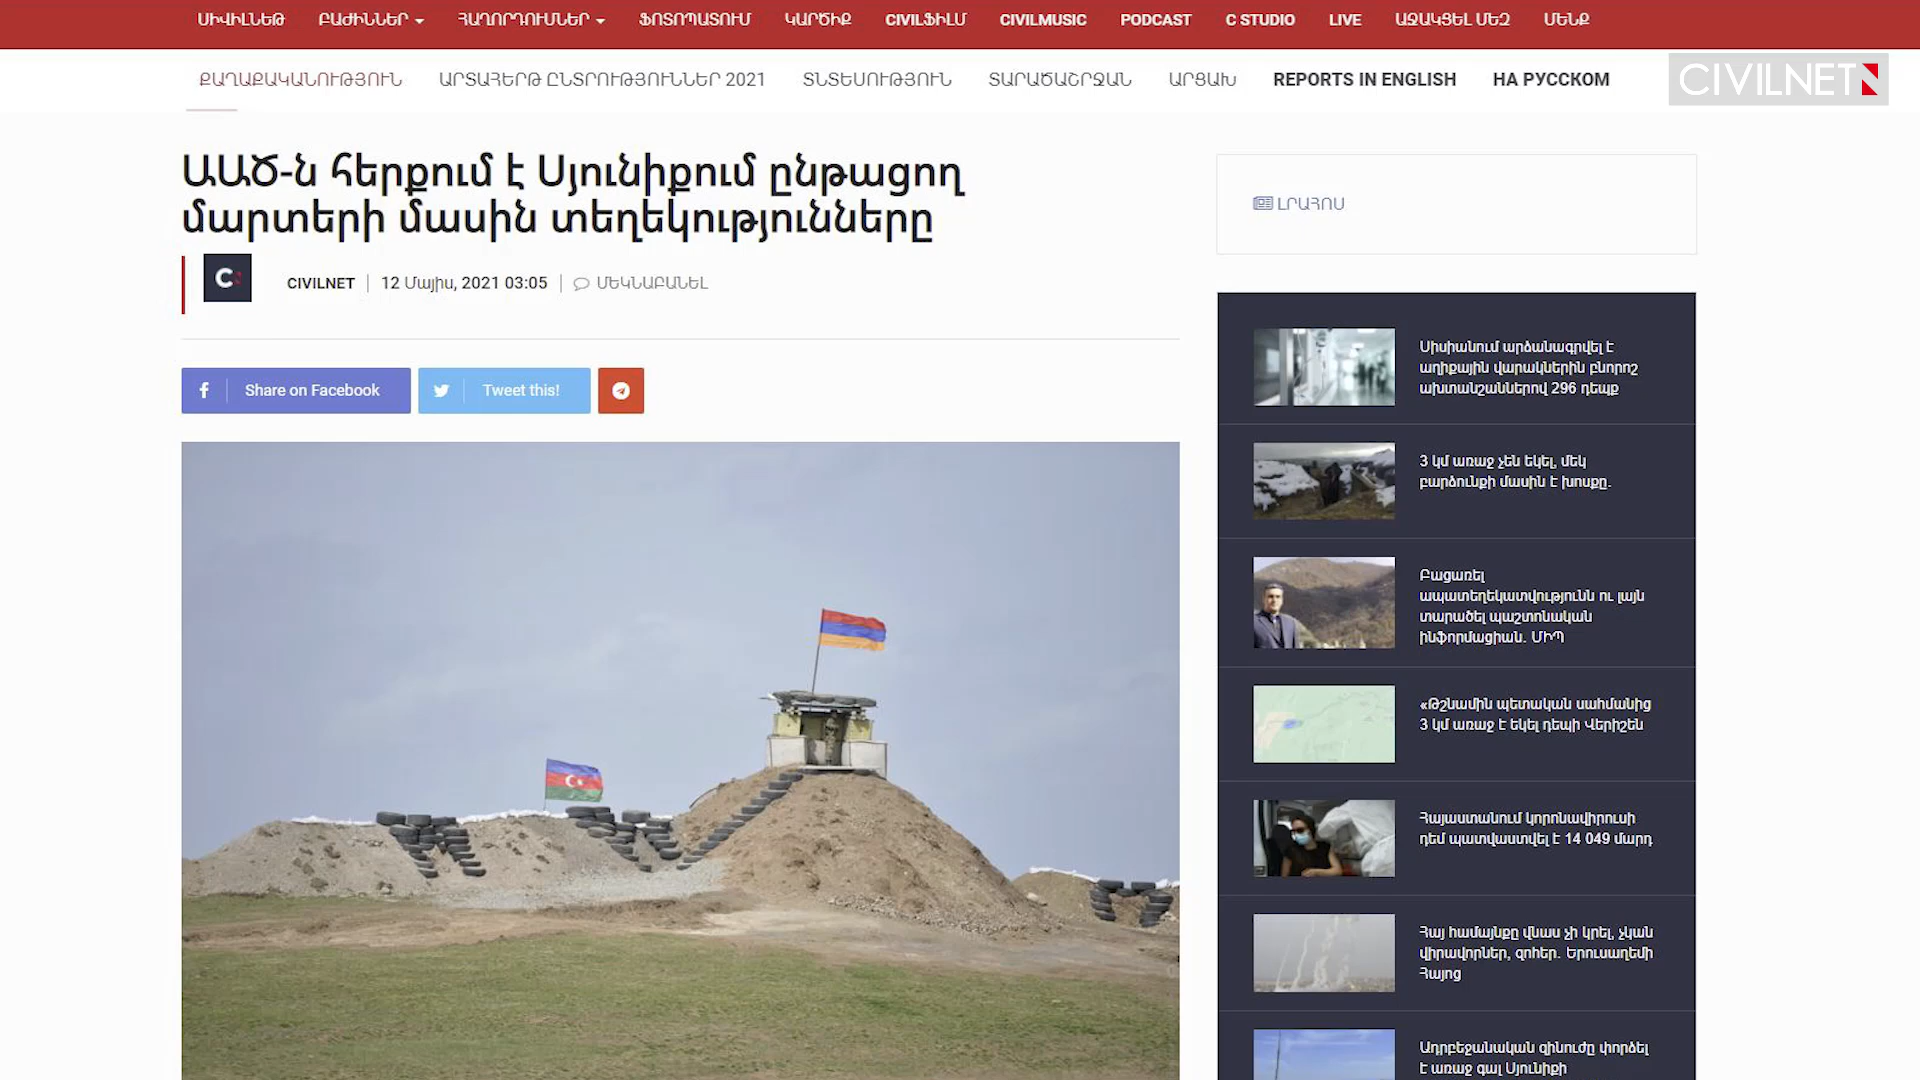 ՍԻՎԻԼՆԵԹ ԲԱԺԻՆՆԵՐ ՀԱՂՈՐԴՈՒՄՆԵՐ ՖՈՏՈՊԱՏՈՒՄ ԿԱՐԾԻՔ CIVILՖԻԼՄ CIVILMUSIC PODCAST C STUDIO LIVE ԱՋԱԿՑԵԼ ՄԵԶ ՄԵՆՔ
ՔԱՂԱՔԱԿԱՆՈՒԹՅՈՒՆ ԱՐՏԱՀԵՐԹ ԸՆՏՐՈՒԹՅՈՒՆՆԵՐ 2021 ՏՆՏԵՍՈՒԹՅՈՒՆ ՏԱՐԱԾԱՇՐՋԱՆ ԱՐՑԱԽ REPORTS IN ENGLISH НА РУССКОМ
CIVILNET
ԱԱԾ-ն հերքում է Սյունիքում ընթացող
մարտերի մասին տեղեկությունները
C CIVILNET 12 Մայիս, 2021 03:05 ՄԵԿՆԱԲԱՆԵԼ
Share on Facebook Tweet this!
ԼՐԱՀՈՍ
Սիսիանում արձանագրվել է
աղիքային վարակներին բնորոշ
ախտանշաններով 296 դեպք
3 կմ առաջ չեն եկել, մեկ
բարձունքի մասին է խոսքը.
Բացառել
ապատեղեկատվությունն ու լայն
տարածել պաշտոնական
ինֆորմացիան. ՄԻՊ
«Թշնամին պետական սահմանից
3 կմ առաջ է եկել դեպի Վերիշեն
Հայաստանում կորոնավիրուսի
դեմ պատվաստվել է 14 049 մարդ
Հայ համայնքը վնաս չի կրել, չկան
վիրավորներ, զոհեր. Երուսաղեմի
Հայոց
Ադրբեջանական զինուժը փորձել
է առաջ գալ Սյունիքի